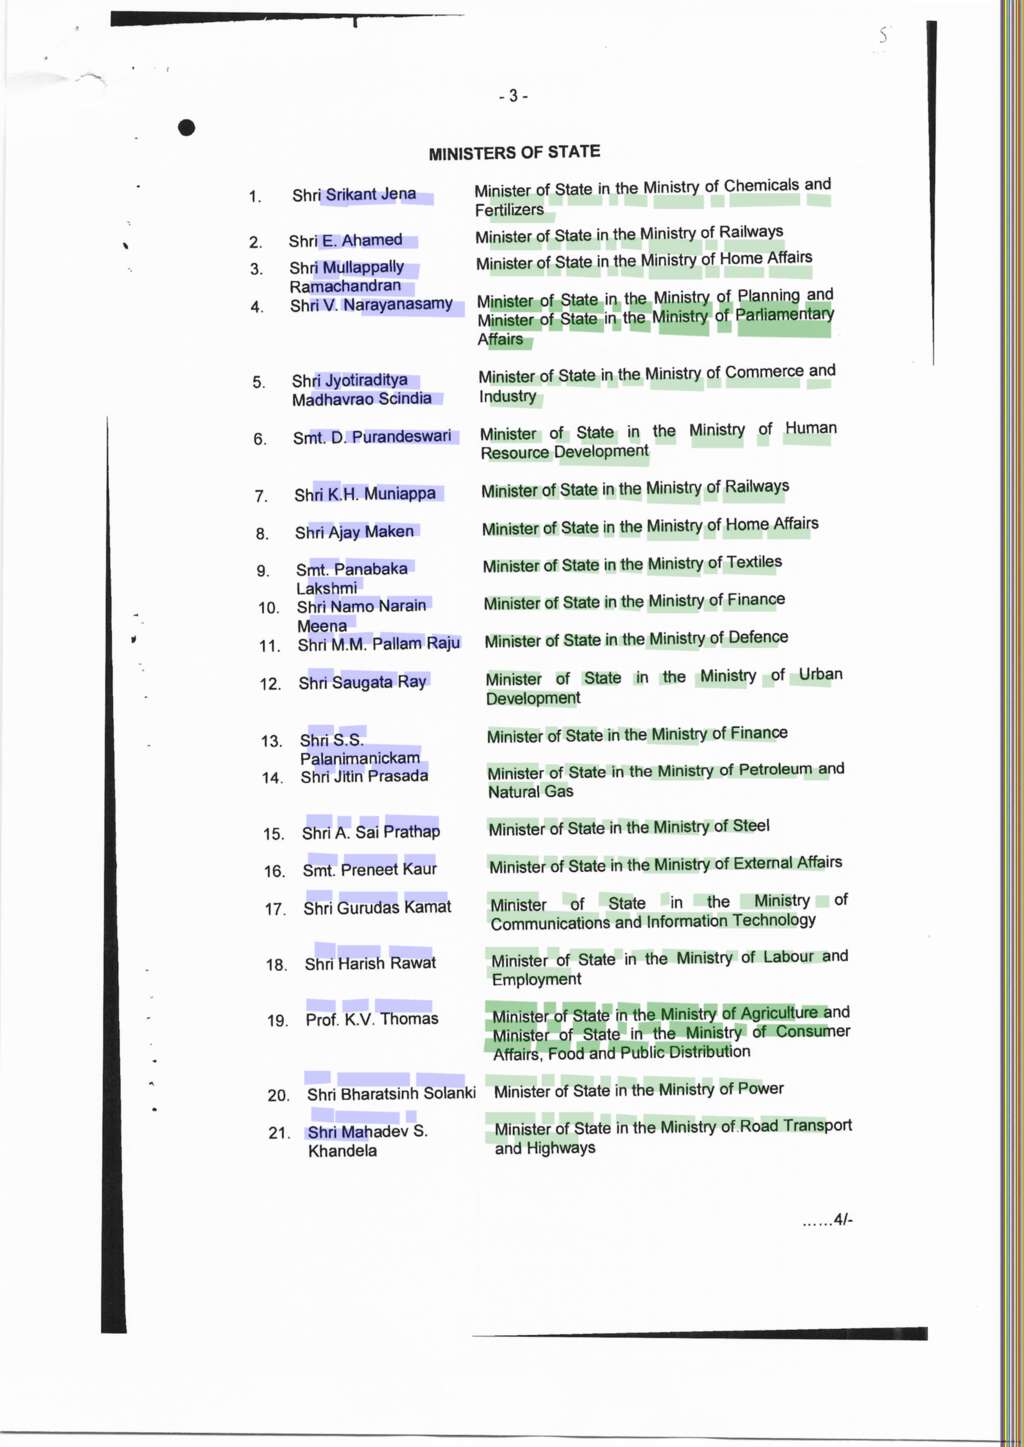 5
- 3 -
MINISTERS OF STATE
1. Shri Srikant Jena Minister of State in the Ministry of Chemicals and
Fertilizers
2. Shri E. Ahamed Minister of State in the Ministry of Railways
3. Shri Mullappally Minister of State in the Ministry of Home Affairs
Ramachandran
4. Shri V. Narayanasamy Minister of State in the Ministry of Planning and
Minister of State in the Ministry of Parliamentary
Affairs
5. Shri Jyotiraditya Minister of State in the Ministry of Commerce and
Madhavrao Scindia Industry
6. Smt. D. Purandeswari Minister of State in the Ministry of Human
Resource Development
7. Shri K.H. Muniappa Minister of State in the Ministry of Railways
8. Shri Ajay Maken Minister of State in the Ministry of Home Affairs
9. Smt. Panabaka Minister of State in the Ministry of Textiles
Lakshmi
10. Shri Namo Narain Minister of State in the Ministry of Finance
Meena
11. Shri M.M. Pallam Raju Minister of State in the Ministry of Defence
12. Shri Saugata Ray Minister of State in the Ministry of Urban
Development
13. Shri S.S. Minister of State in the Ministry of Finance
Palanimanickam
14. Shri Jitin Prasada Minister of State in the Ministry of Petroleum and
Natural Gas
15. Shri A. Sai Prathap Minister of State in the Ministry of Steel
16. Smt. Preneet Kaur Minister of State in the Ministry of External Affairs
17. Shri Gurudas Kamat Minister of State in the Ministry of
Communications and Information Technology
18. Shri Harish Rawat Minister of State in the Ministry of Labour and
Employment
19. Prof. K.V. Thomas Minister of State in the Ministry of Agriculture and
Minister of State in the Ministry of Consumer
Affairs, Food and Public Distribution
20. Shri Bharatsinh Solanki Minister of State in the Ministry of Power
21. Shri Mahadev S. Minister of State in the Ministry of Road Transport
Khandela and Highways
......4/-